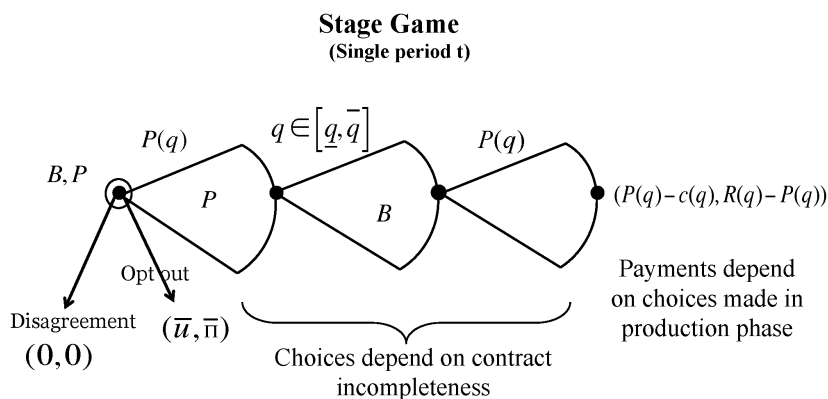 Stage Game
(Single period t)
P(q)
q ∈ [q̲, q̅]
P(q)
B, P
P
B
(P(q) − c(q), R(q) − P(q))
Opt out
Disagreement
(0,0)
(u̅, π̅)
Payments depend
on choices made in
production phase
Choices depend on contract
incompleteness